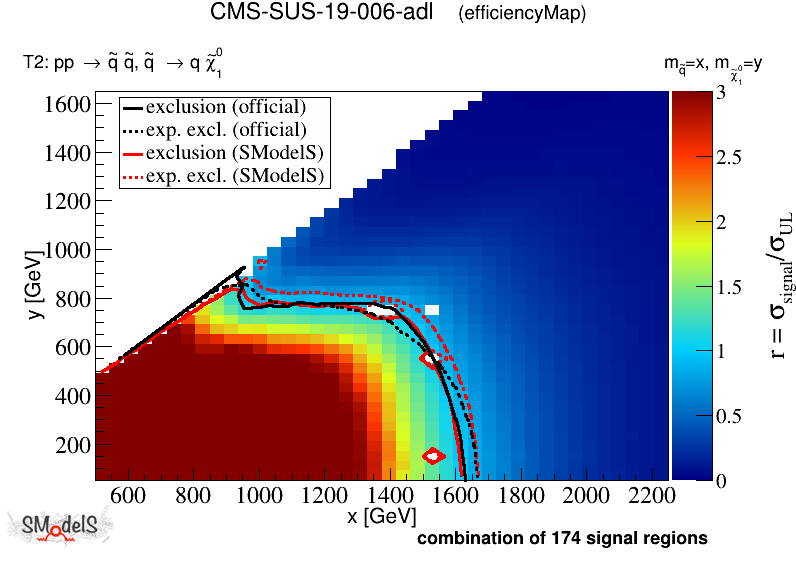 CMS-SUS-19-006-adl (efficiencyMap)
T2: pp → q̃ q̃, q̃ → q χ̃₁⁰
m_q̃=x, m_χ̃₁⁰=y
exclusion (official)
exp. excl. (official)
exclusion (SModelS)
exp. excl. (SModelS)
y [GeV]
1600
1400
1200
1000
800
600
400
200
600 800 1000 1200 1400 1600 1800 2000 2200
x [GeV]
3
2.5
2
1.5
1
0.5
0
r = σ_signal/σ_UL
SModelS
combination of 174 signal regions